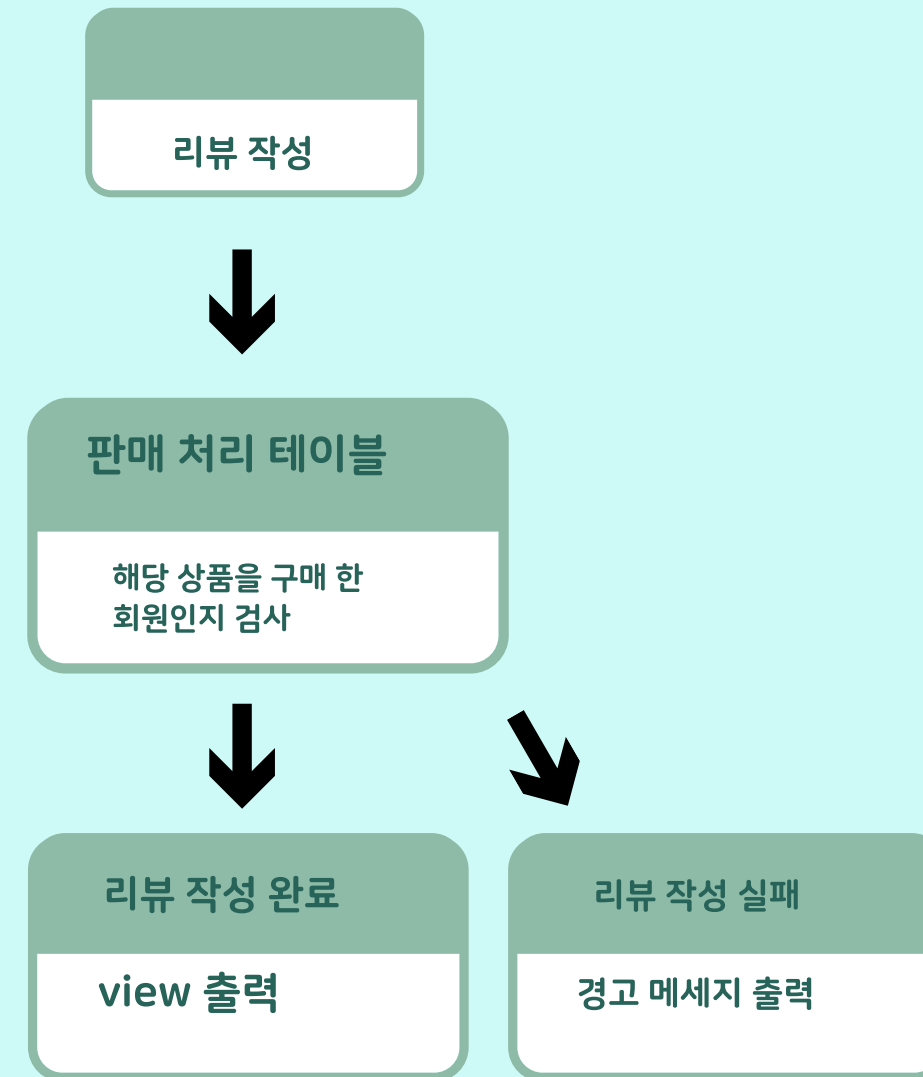 리뷰 작성
판매 처리 테이블
해당 상품을 구매 한
회원인지 검사
리뷰 작성 완료
view 출력
리뷰 작성 실패
경고 메세지 출력